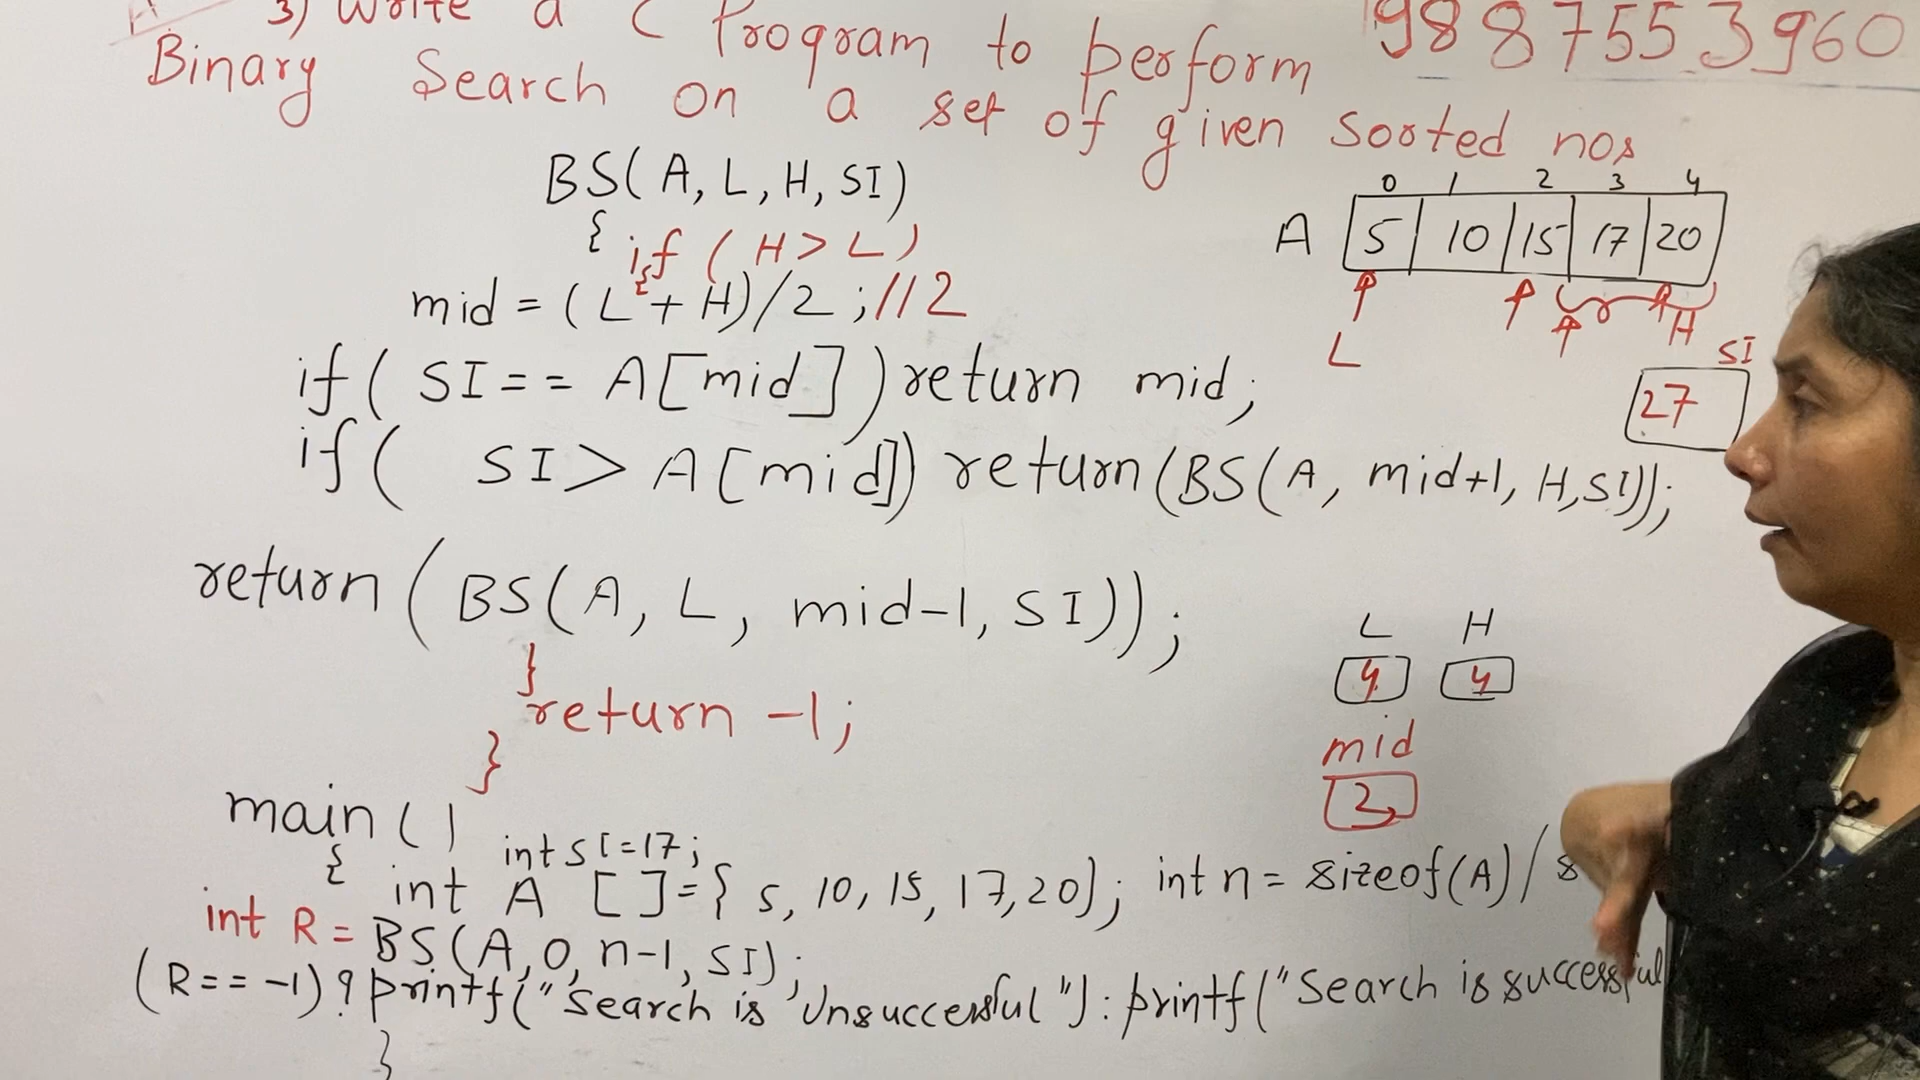 3) Write a C Program to perform
9887553960
Binary Search on a set of given sorted nos
BS(A, L, H, SI)
{ if ( H > L )
{
mid = ( L + H)/2 ; //2
if( SI == A[mid] ) return mid;
if( SI > A[mid]) return (BS(A, mid+1, H,SI));
return ( BS(A, L, mid-1, SI));
}
return -1;
}
0 1 2 3 4
A 5 10 15 17 20
L H
SI
27
L H
4 4
mid
2
main ()
{ int SI=17;
int A []={ 5, 10, 15, 17,20}; int n = sizeof(A)/s
int R = BS(A,0,n-1,SI);
(R== -1) ? printf("Search is Unsuccessful"):printf("Search is successful
}